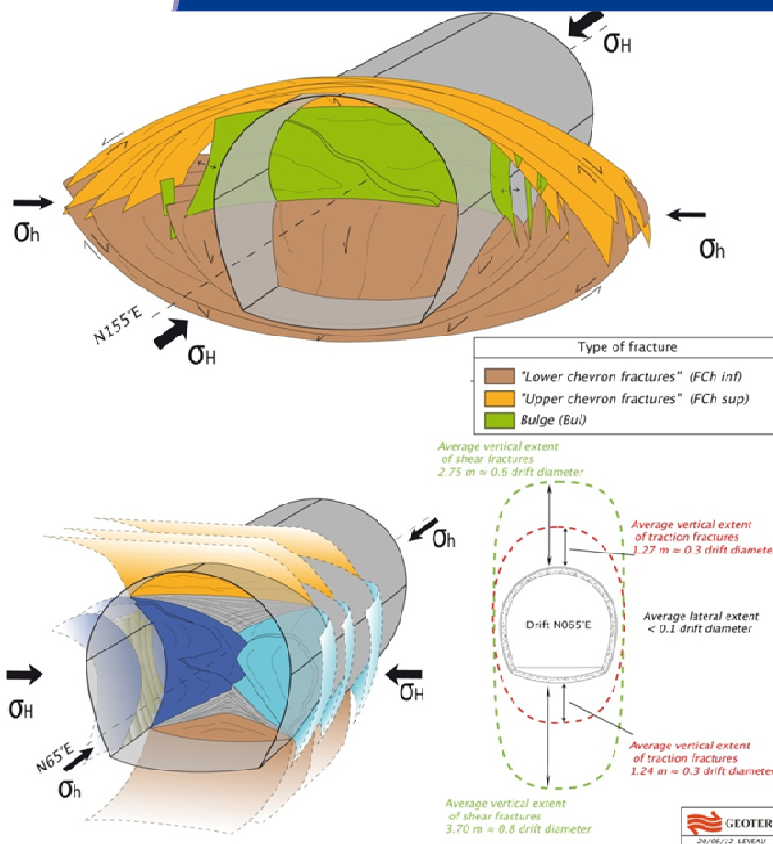 σH
σh
σh
N155'E
σH
Type of fracture
"Lower chevron fractures" (FCh inf)
"Upper chevron fractures" (FCh sup)
Bulge (Bul)
Average vertical extent
of shear fractures
2.75 m ≈ 0.6 drift diameter
σh
Average vertical extent
of traction fractures
1.27 m ≈ 0.3 drift diameter
Drift N065'E
Average lateral extent
< 0.1 drift diameter
σH
σH
N65'E
σh
Average vertical extent
of traction fractures
1.24 m ≈ 0.3 drift diameter
Average vertical extent
of shear fractures
3.70 m ≈ 0.8 drift diameter
GEOTER